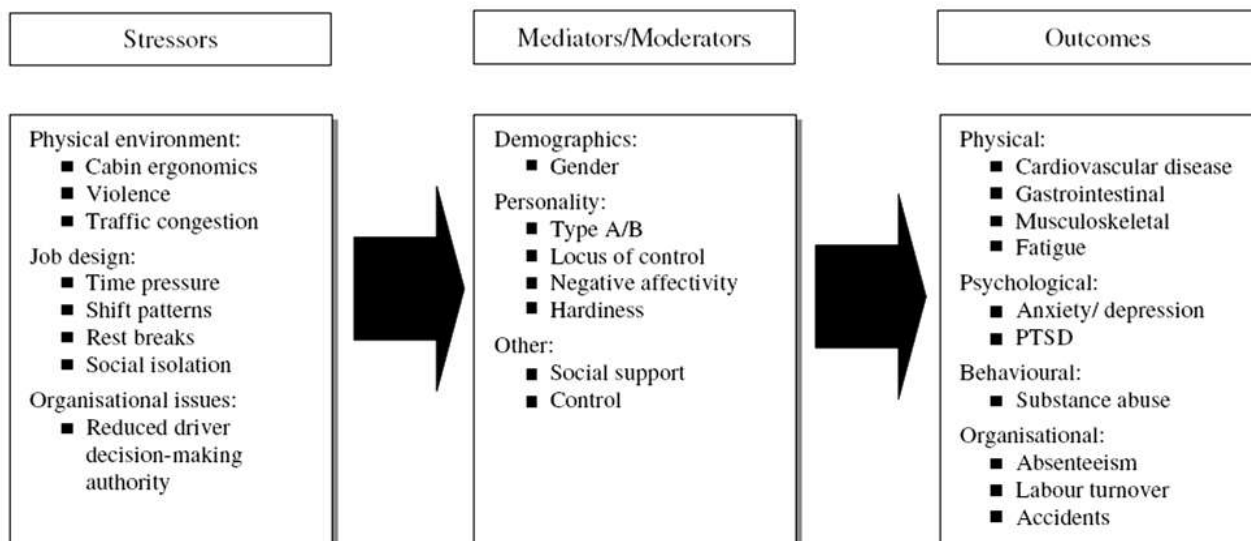 Stressors
Mediators/Moderators
Outcomes
Physical environment:
■ Cabin ergonomics
■ Violence
■ Traffic congestion
Job design:
■ Time pressure
■ Shift patterns
■ Rest breaks
■ Social isolation
Organisational issues:
■ Reduced driver
decision-making
authority
Demographics:
■ Gender
Personality:
■ Type A/B
■ Locus of control
■ Negative affectivity
■ Hardiness
Other:
■ Social support
■ Control
Physical:
■ Cardiovascular disease
■ Gastrointestinal
■ Musculoskeletal
■ Fatigue
Psychological:
■ Anxiety/ depression
■ PTSD
Behavioural:
■ Substance abuse
Organisational:
■ Absenteeism
■ Labour turnover
■ Accidents